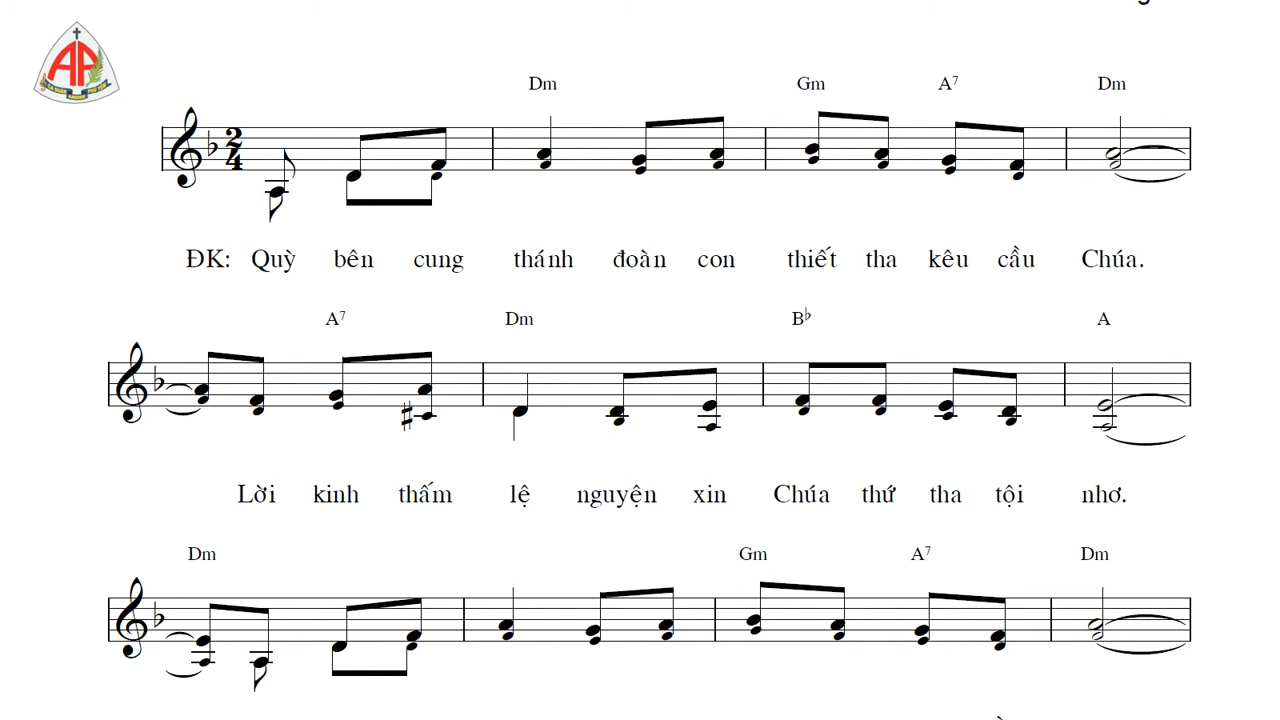 Dm Gm A7 Dm
ĐK: Quỳ bên cung thánh đoàn con thiết tha kêu cầu Chúa.
A7 Dm B♭ A
Lời kinh thấm lệ nguyện xin Chúa thứ tha tội nhơ.
Dm Gm A7 Dm